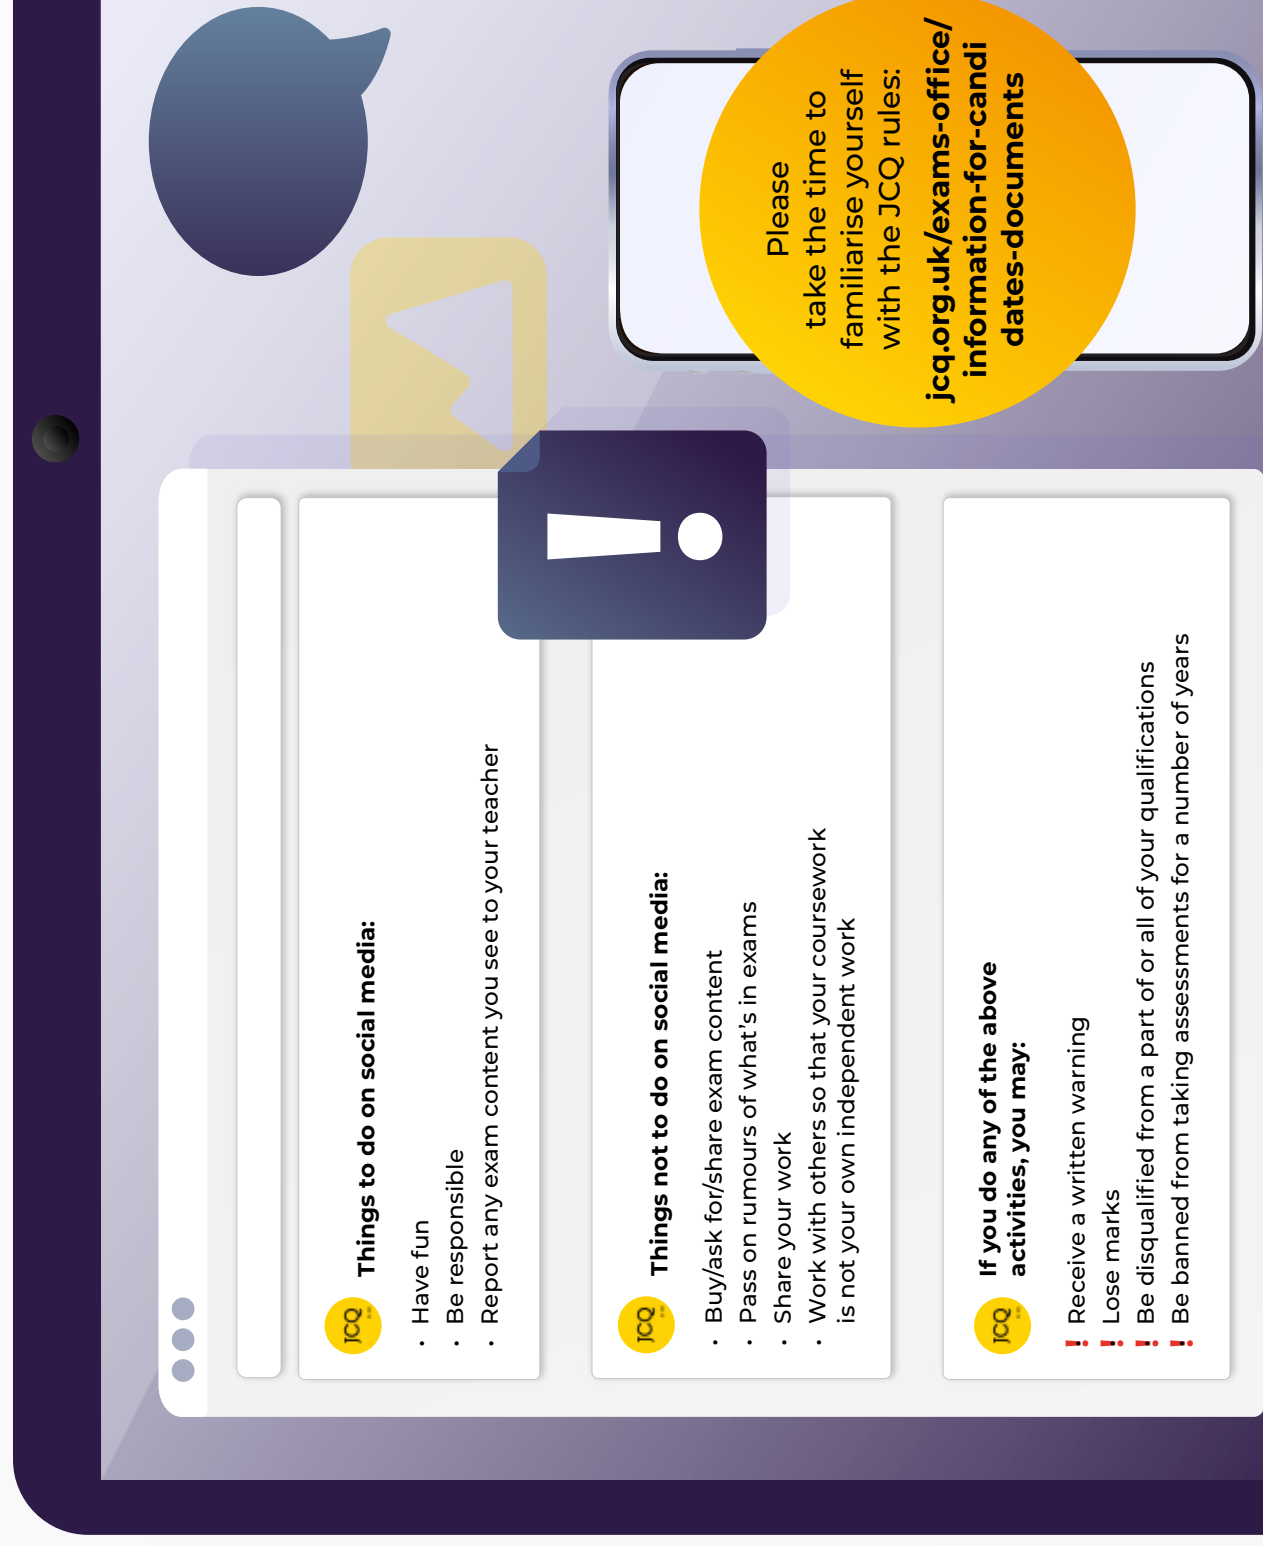 JCQ
Things to do on social media:
· Have fun
· Be responsible
· Report any exam content you see to your teacher
JCQ
Things not to do on social media:
· Buy/ask for/share exam content
· Pass on rumours of what's in exams
· Share your work
· Work with others so that your coursework
is not your own independent work
JCQ
If you do any of the above
activities, you may:
! Receive a written warning
! Lose marks
! Be disqualified from a part of or all of your qualifications
! Be banned from taking assessments for a number of years
!
Please
take the time to
familiarise yourself
with the JCQ rules:
jcq.org.uk/exams-office/
information-for-candi
dates-documents